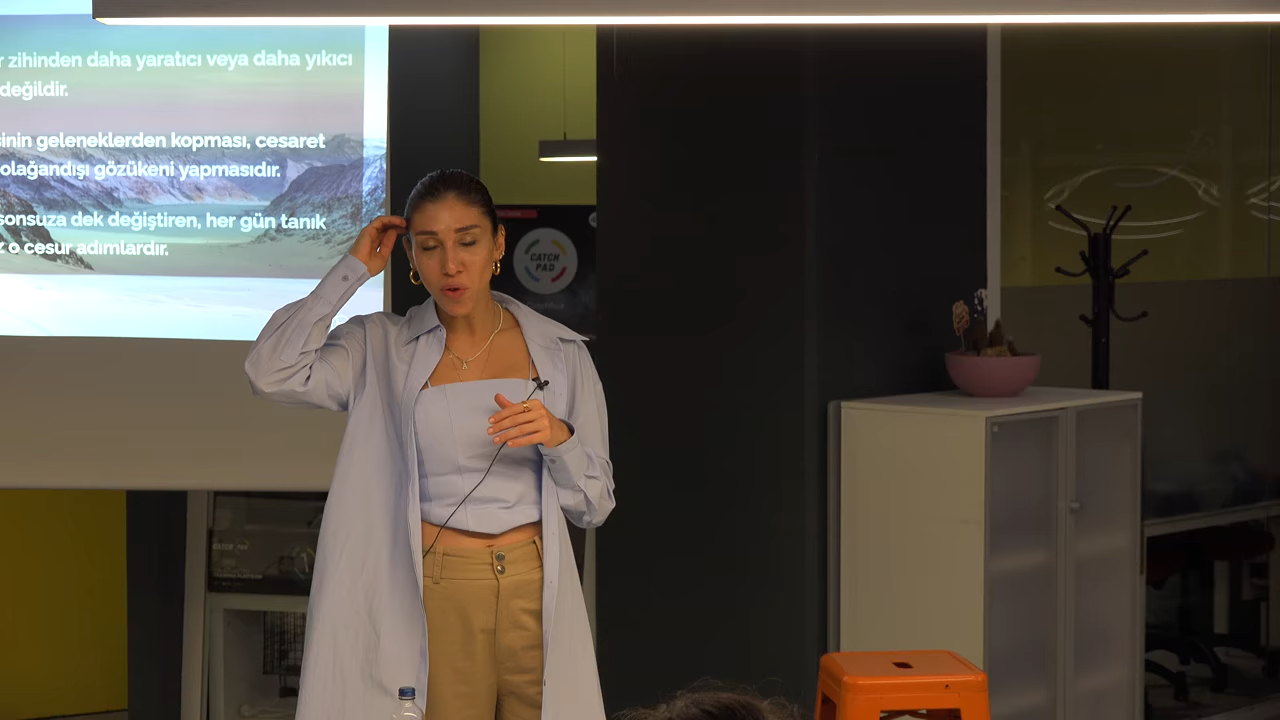 r zihinden daha yaratıcı veya daha yıkıcı
değildir.
sinin geleneklerden kopması, cesaret
olağandışı gözükeni yapmasıdır.
sonsuza dek değiştiren, her gün tanık
z o cesur adımlardır.
CATCH
PAD
A